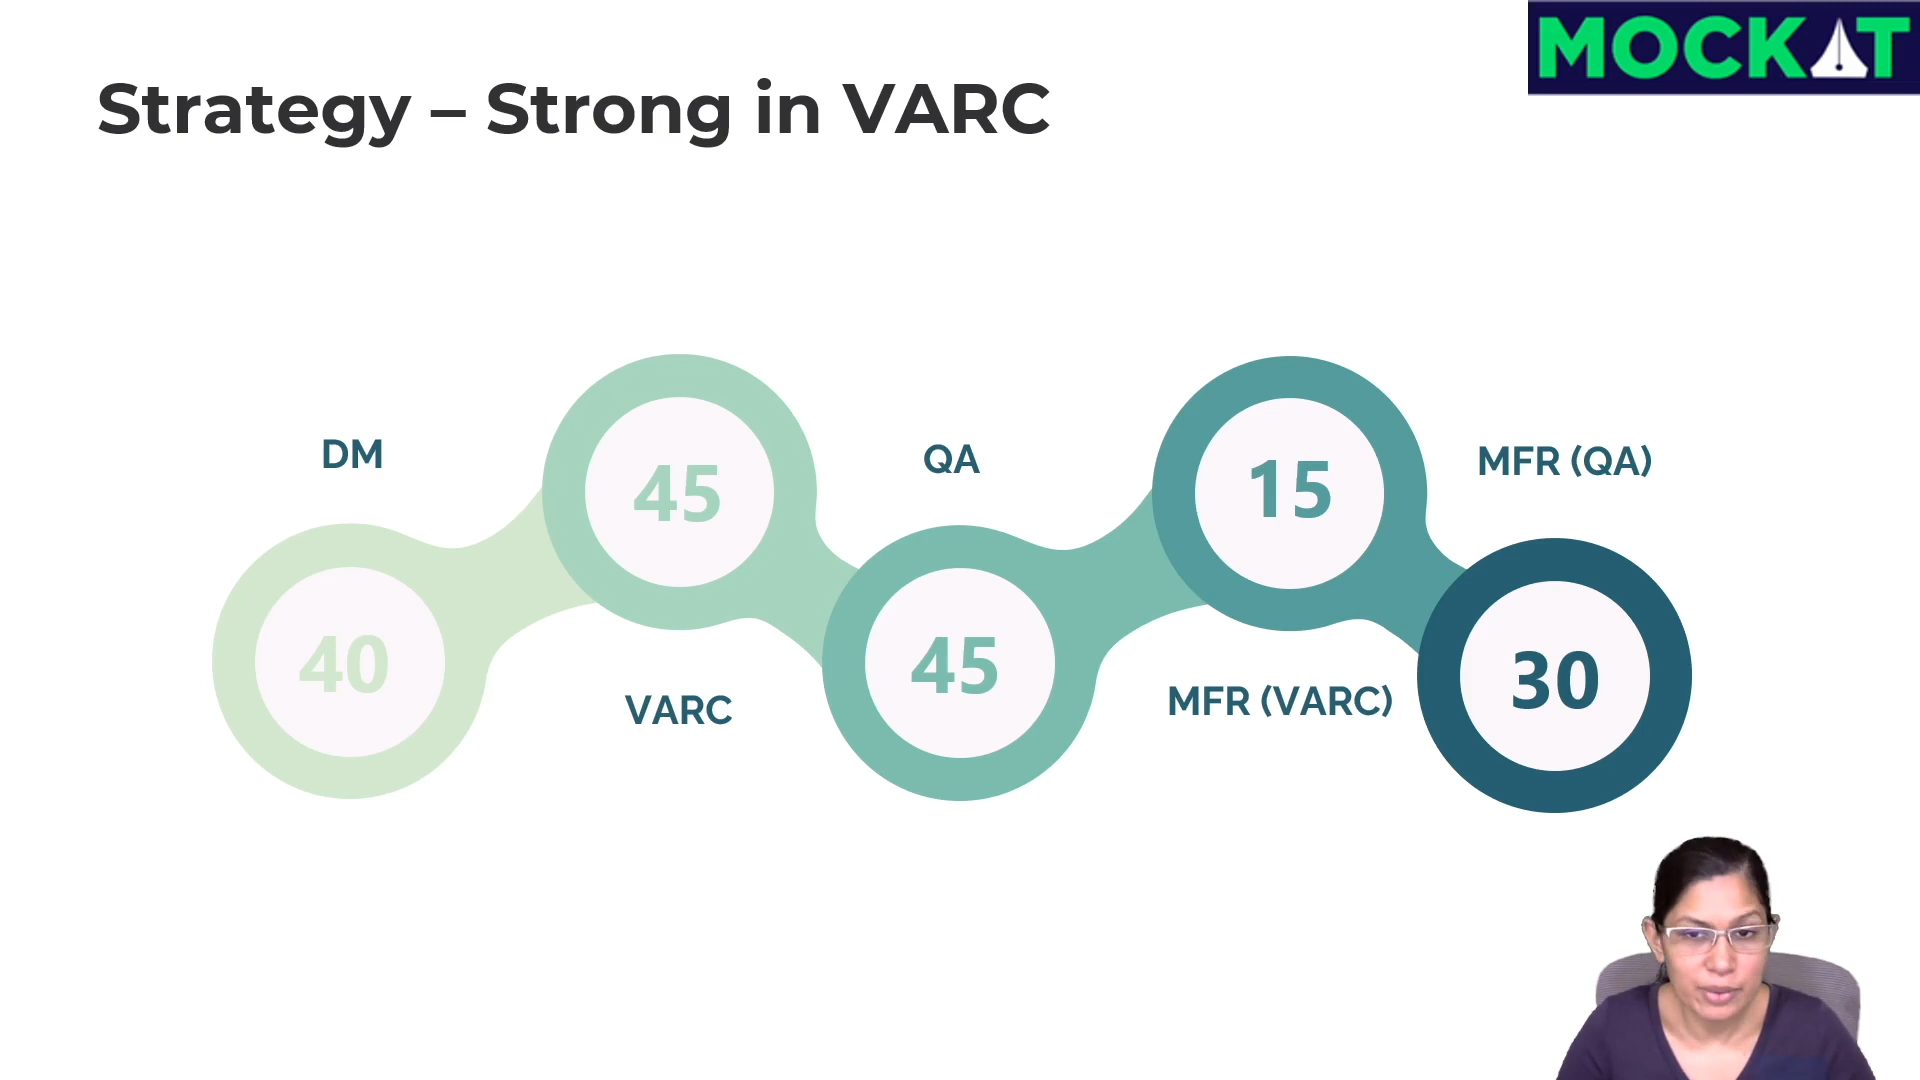 MOCKAT
Strategy – Strong in VARC
DM
40
45
VARC
QA
45
15
MFR (VARC)
MFR (QA)
30